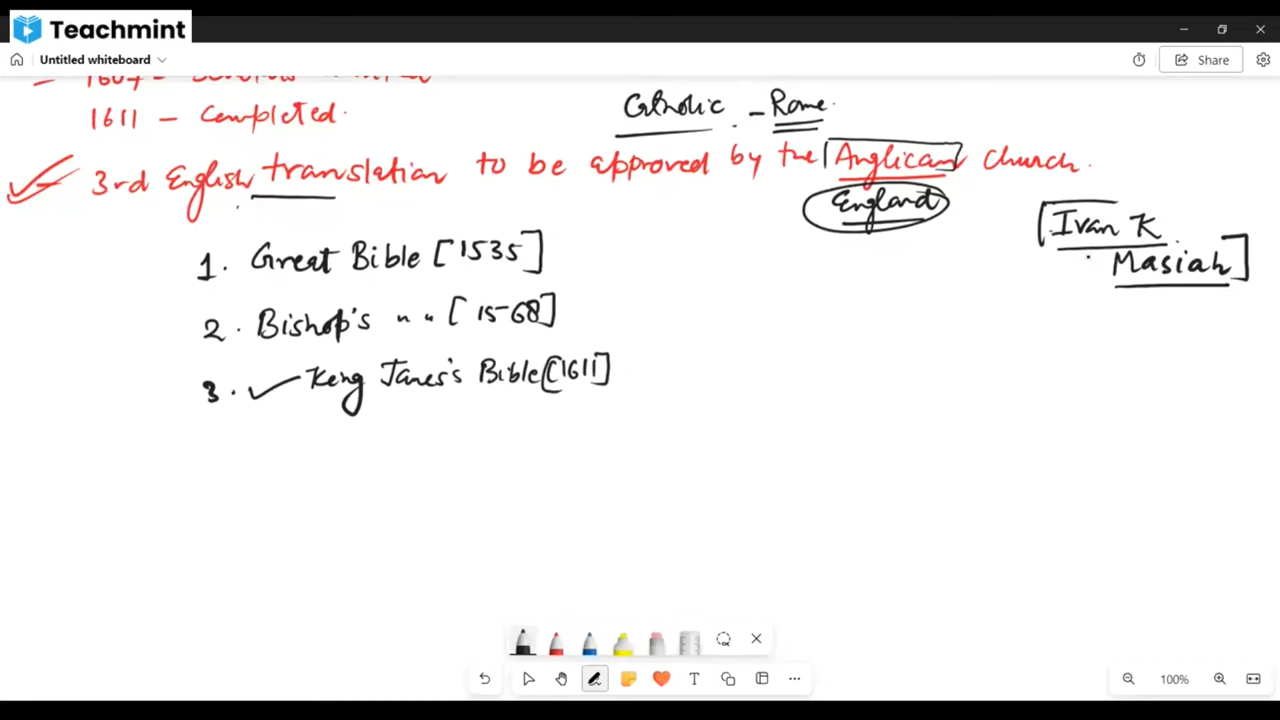 Teachmint
Untitled whiteboard
Share
1604 -
1611 - Completed.
Catholic - Rome.
3rd English translation to be approved by the Anglican Church.
England
Ivan K
Masiah
1. Great Bible [1535]
2. Bishop's " " [1568]
3. King James's Bible [1611]
T
100%